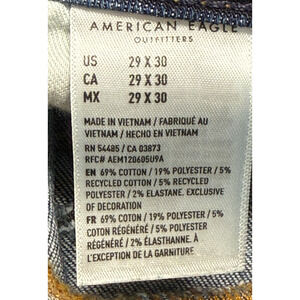 AMERICAN EAGLE
OUTFITTERS
US 29 X 30
CA 29 X 30
MX 29 X 30
MADE IN VIETNAM / FABRIQUÉ AU
VIETNAM / HECHO EN VIETNAM
RN 54485 / CA 03873
RFC# AEM120605U9A
EN 69% COTTON / 19% POLYESTER / 5%
RECYCLED COTTON / 5% RECYCLED
POLYESTER / 2% ELASTANE. EXCLUSIVE
OF DECORATION
FR 69% COTON / 19% POLYESTER / 5%
COTON RÉGÉNÉRÉ / 5% POLYESTER
RÉGÉNÉRÉ / 2% ÉLASTHANNE. À
L'EXCEPTION DE LA GARNITURE